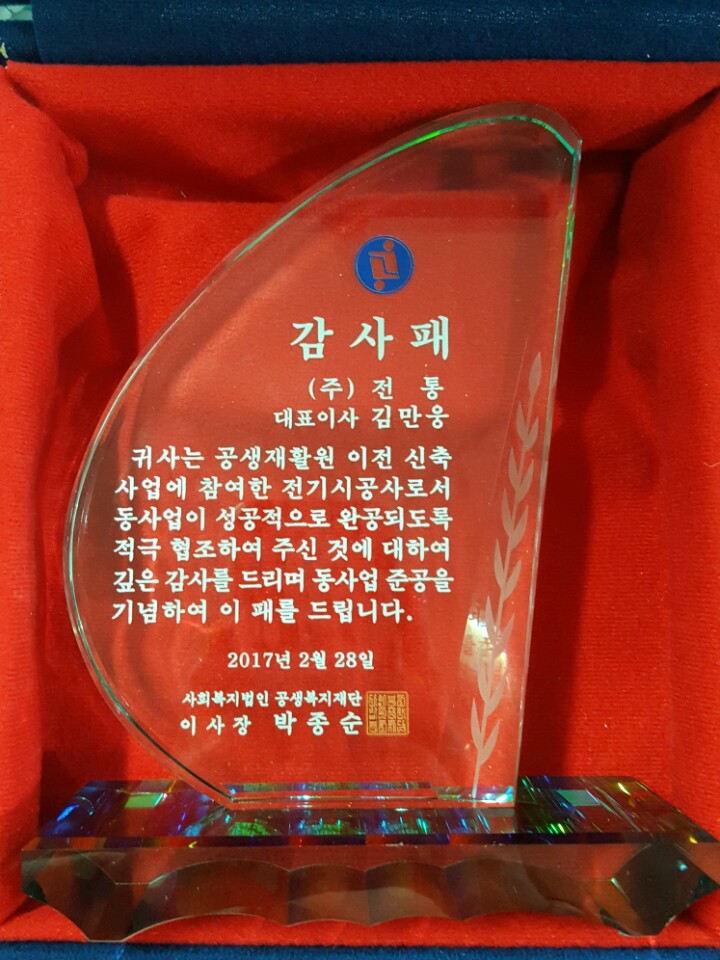 감사패
(주) 전 통
대표이사 김만웅
귀사는 공생재활원 이전 신축
사업에 참여한 전기시공사로서
동사업이 성공적으로 완공되도록
적극 협조하여 주신 것에 대하여
깊은 감사를 드리며 동사업 준공을
기념하여 이 패를 드립니다.
2017년 2월 28일
사회복지법인 공생복지재단
이사장 박종순